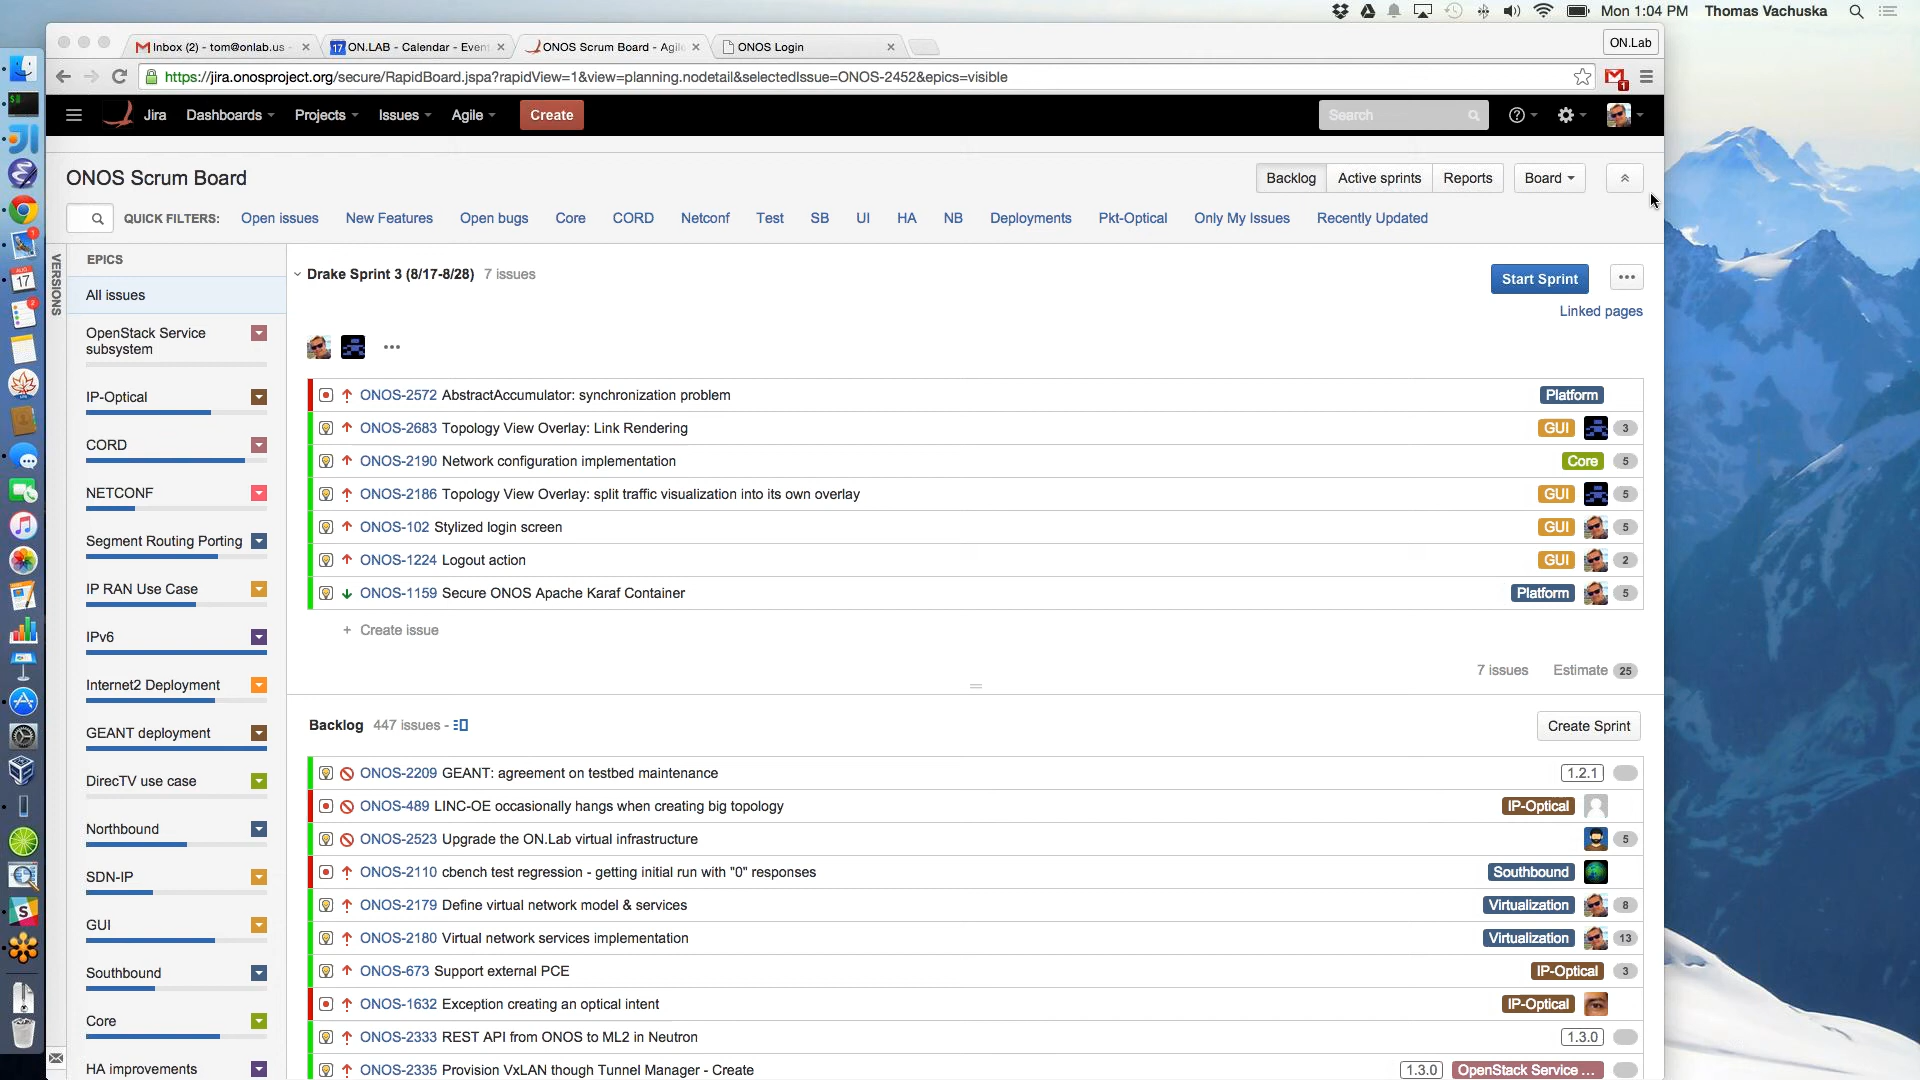 Mon 1:04 PM Thomas Vachuska
Inbox (2) - tom@onlab.us -
ON.LAB - Calendar - Even
ONOS Scrum Board - Agile
ONOS Login
ON.Lab
https://jira.onosproject.org/secure/RapidBoard.jspa?rapidView=1&view=planning.nodetail&selectedIssue=ONOS-2452&epics=visible
1
Jira Dashboards Projects Issues Agile Create Search
ONOS Scrum Board
Backlog Active sprints Reports Board
QUICK FILTERS: Open issues New Features Open bugs Core CORD Netconf Test SB UI HA NB Deployments Pkt-Optical Only My Issues Recently Updated
VERSIONS
EPICS
All issues
OpenStack Service
subsystem
IP-Optical
CORD
NETCONF
Segment Routing Porting
IP RAN Use Case
IPv6
Internet2 Deployment
GEANT deployment
DirecTV use case
Northbound
SDN-IP
GUI
Southbound
Core
HA improvements
Drake Sprint 3 (8/17-8/28) 7 issues
Start Sprint
Linked pages
ONOS-2572 AbstractAccumulator: synchronization problem Platform
ONOS-2683 Topology View Overlay: Link Rendering GUI 3
ONOS-2190 Network configuration implementation Core 5
ONOS-2186 Topology View Overlay: split traffic visualization into its own overlay GUI 5
ONOS-102 Stylized login screen GUI 5
ONOS-1224 Logout action GUI 2
ONOS-1159 Secure ONOS Apache Karaf Container Platform 5
+ Create issue
7 issues Estimate 25
Backlog 447 issues -
Create Sprint
ONOS-2209 GEANT: agreement on testbed maintenance 1.2.1
ONOS-489 LINC-OE occasionally hangs when creating big topology IP-Optical
ONOS-2523 Upgrade the ON.Lab virtual infrastructure 5
ONOS-2110 cbench test regression - getting initial run with "0" responses Southbound
ONOS-2179 Define virtual network model & services Virtualization 8
ONOS-2180 Virtual network services implementation Virtualization 13
ONOS-673 Support external PCE IP-Optical 3
ONOS-1632 Exception creating an optical intent IP-Optical
ONOS-2333 REST API from ONOS to ML2 in Neutron 1.3.0
ONOS-2335 Provision VxLAN though Tunnel Manager - Create 1.3.0 OpenStack Service ...